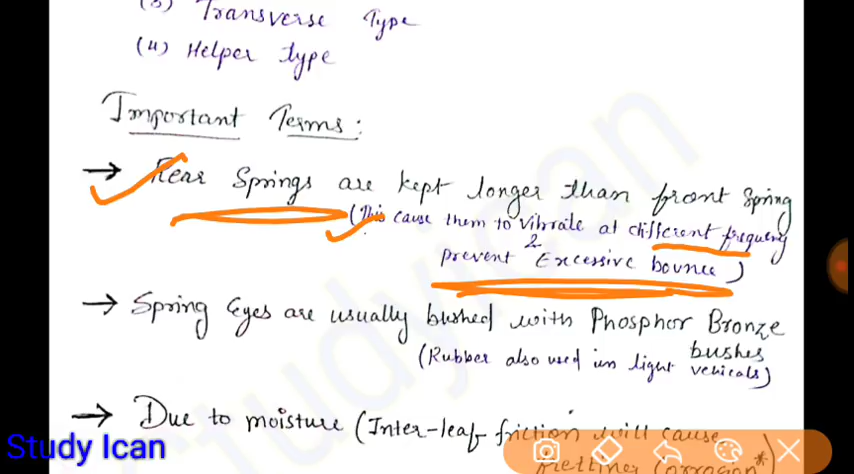 (3) Transverse Type
(4) Helper type
Important Terms:
→ Rear Springs are kept longer than front Spring
(This cause them to vibrate at different frequency
prevent & Excessive bounce)
→ Spring Eyes are usually bushed with Phosphor Bronze
bushes
(Rubber also used in light vehicals)
→ Due to moisture (Inter-leaf friction will cause
Study Ican